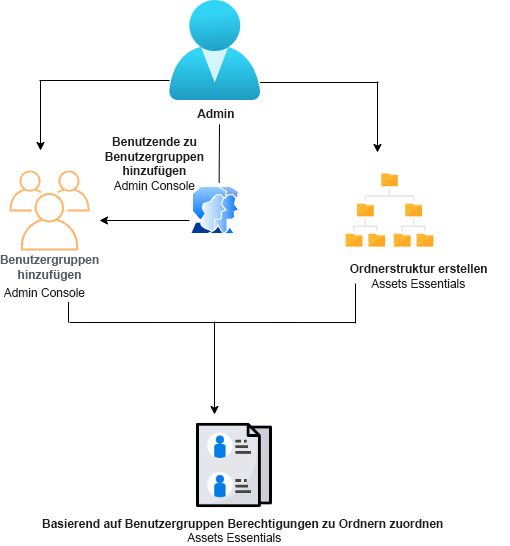 Admin
Benutzende zu
Benutzergruppen
hinzufügen
Admin Console
Benutzergruppen
hinzufügen
Admin Console
Ordnerstruktur erstellen
Assets Essentials
Basierend auf Benutzergruppen Berechtigungen zu Ordnern zuordnen
Assets Essentials